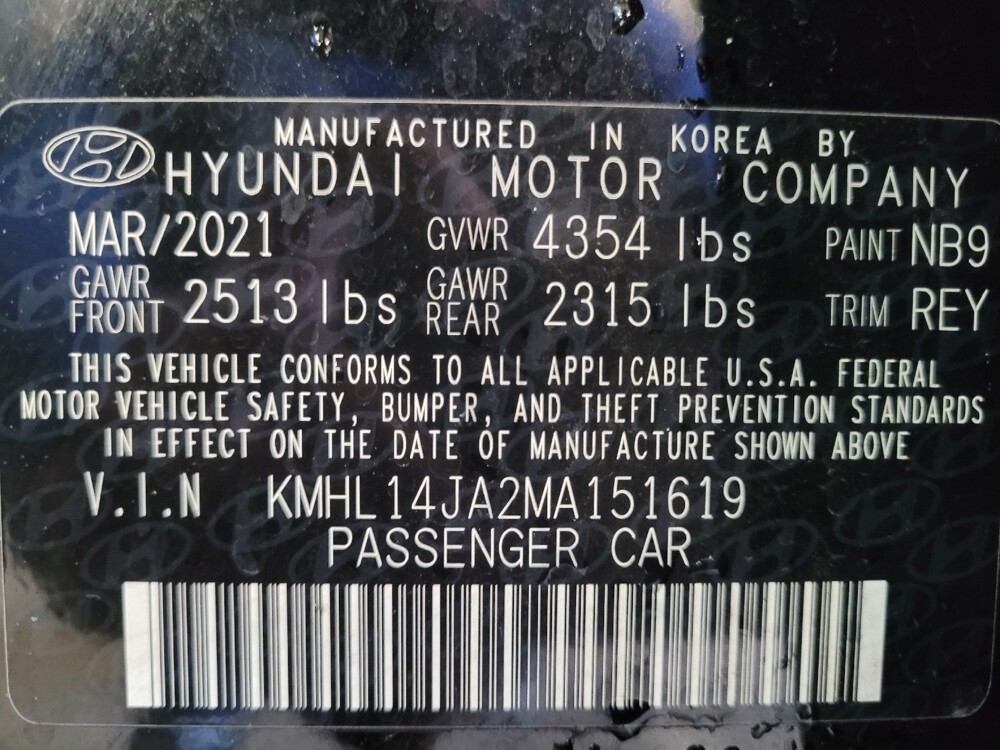 MANUFACTURED IN KOREA BY
HYUNDAI MOTOR COMPANY
MAR/2021 GVWR 4354 lbs PAINT NB9
GAWR FRONT 2513 lbs GAWR REAR 2315 lbs TRIM REY
THIS VEHICLE CONFORMS TO ALL APPLICABLE U.S.A. FEDERAL
MOTOR VEHICLE SAFETY, BUMPER, AND THEFT PREVENTION STANDARDS
IN EFFECT ON THE DATE OF MANUFACTURE SHOWN ABOVE
V.I.N KMHL14JA2MA151619
PASSENGER CAR